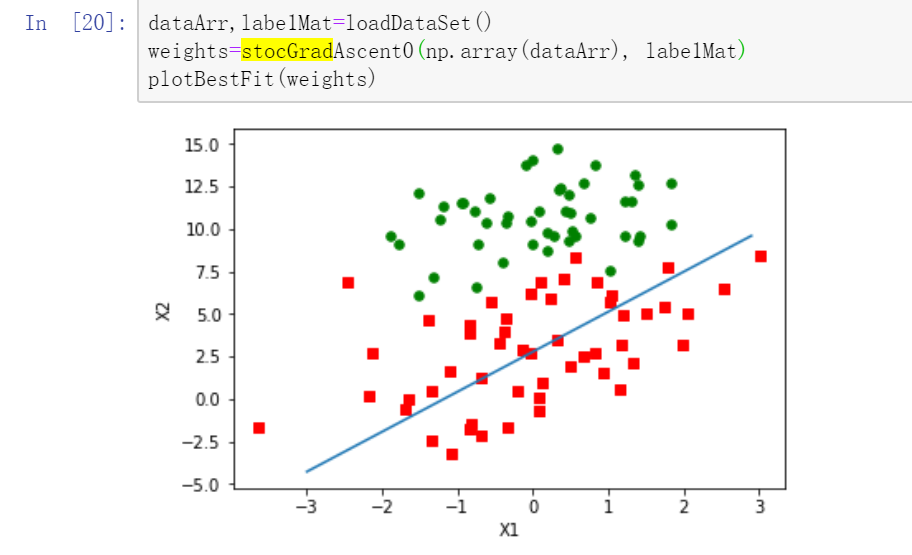 In [20]: dataArr,labelMat=loadDataSet()
weights=stocGradAscent0(np.array(dataArr), labelMat)
plotBestFit(weights)
15.0
12.5
10.0
7.5
5.0
2.5
0.0
−2.5
−5.0
X2
−3 −2 −1 0 1 2 3
X1